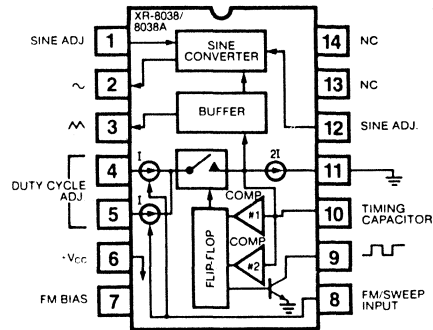 XR-8038/
8038A
SINE ADJ 1
SINE
CONVERTER
14 NC
2
13 NC
3
BUFFER
12 SINE ADJ.
DUTY CYCLE
ADJ
4 I
2I
11
5 I
COMP
#1
10 TIMING
CAPACITOR
FLIP-FLOP
COMP
#2
6
9
+VCC
FM BIAS 7
8 FM/SWEEP
INPUT